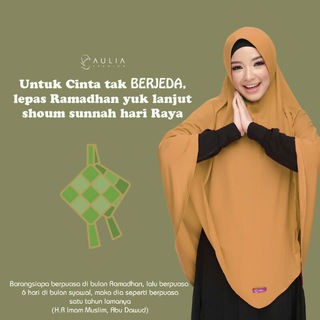 AULIA
FASHION
Untuk Cinta tak BERJEDA,
lepas Ramadhan yuk lanjut
shoum sunnah hari Raya
Barangsiapa berpuasa di bulan Ramadhan, lalu berpuasa
6 hari di bulan syawal, maka dia seperti berpuasa
satu tahun lamanya
(H.R Imam Muslim, Abu Dawud)